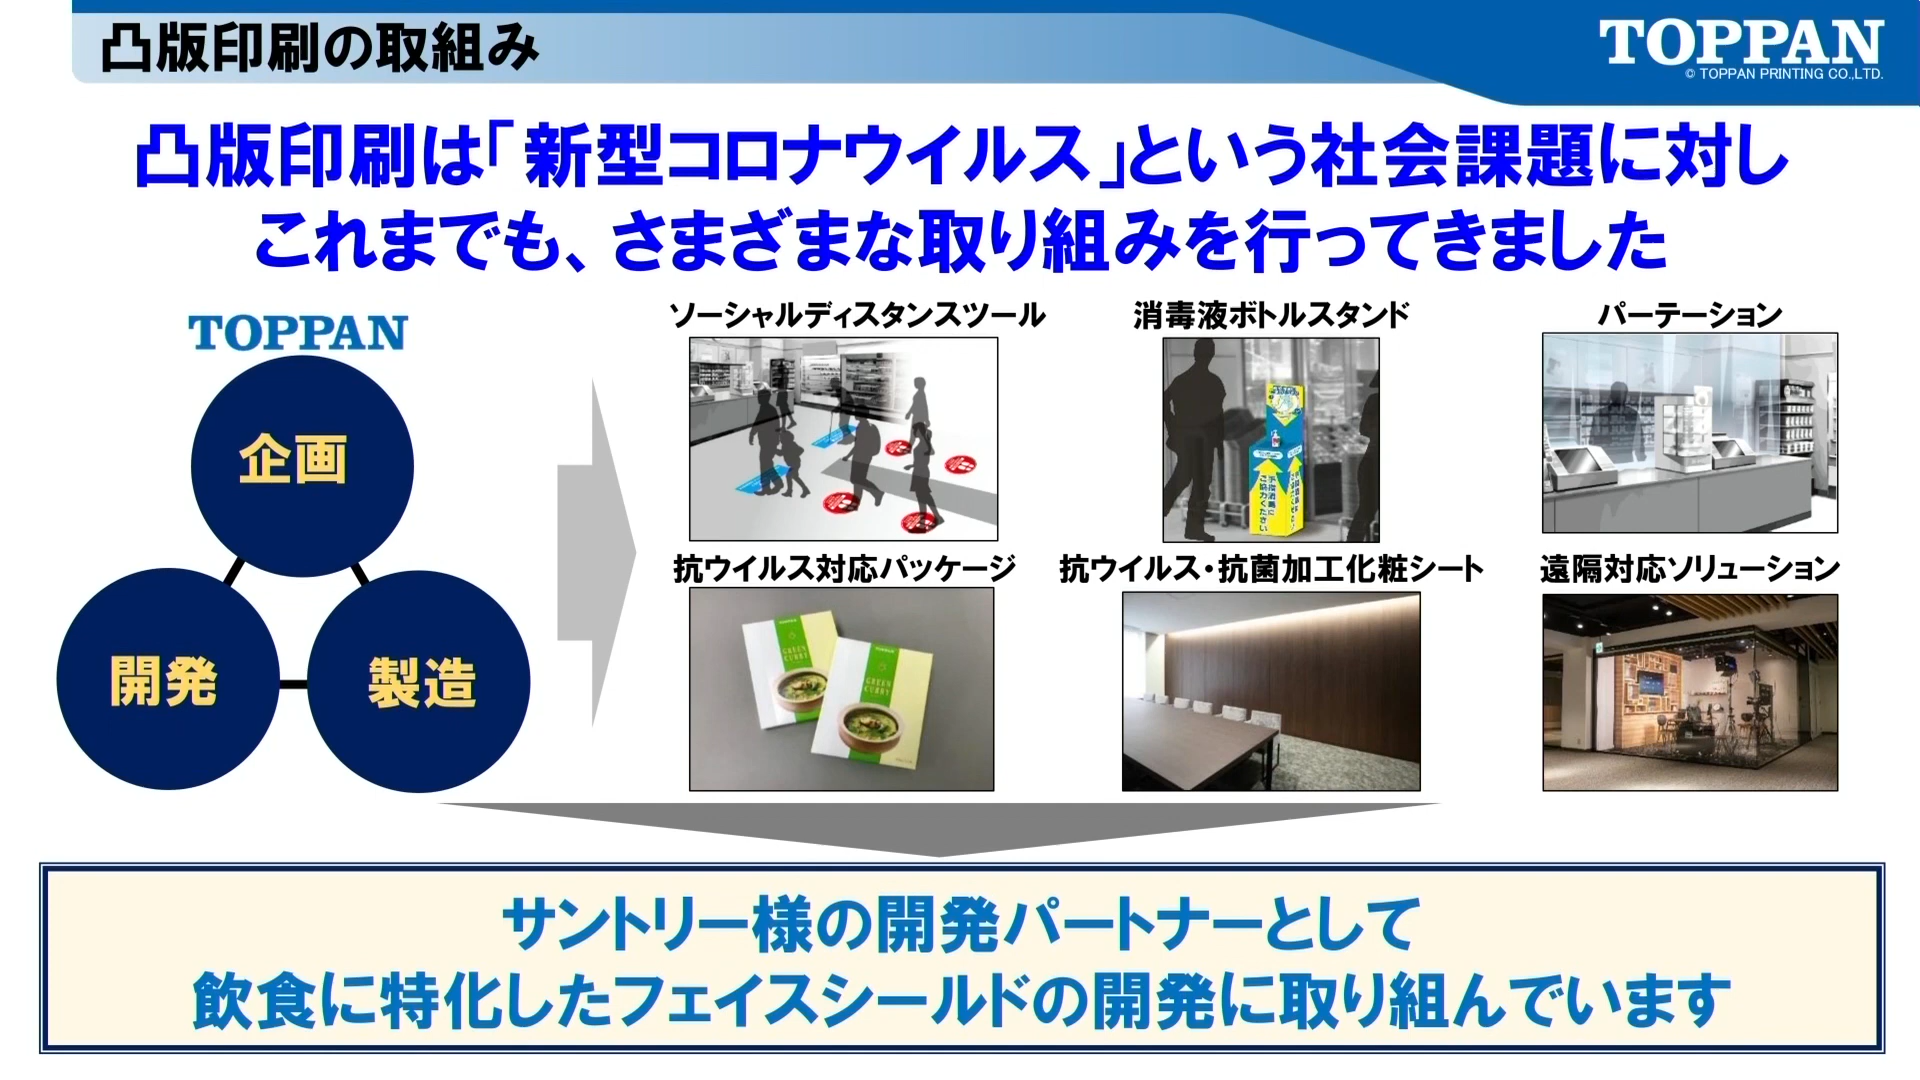 凸版印刷の取組み
TOPPAN
© TOPPAN PRINTING CO.,LTD.
凸版印刷は「新型コロナウイルス」という社会課題に対し
これまでも、さまざまな取り組みを行ってきました
TOPPAN
企画
開発
製造
ソーシャルディスタンスツール
消毒液ボトルスタンド
パーテーション
抗ウイルス対応パッケージ
抗ウイルス・抗菌加工化粧シート
遠隔対応ソリューション
GREEN
CURRY
GREEN
CURRY
サントリー様の開発パートナーとして
飲食に特化したフェイスシールドの開発に取り組んでいます